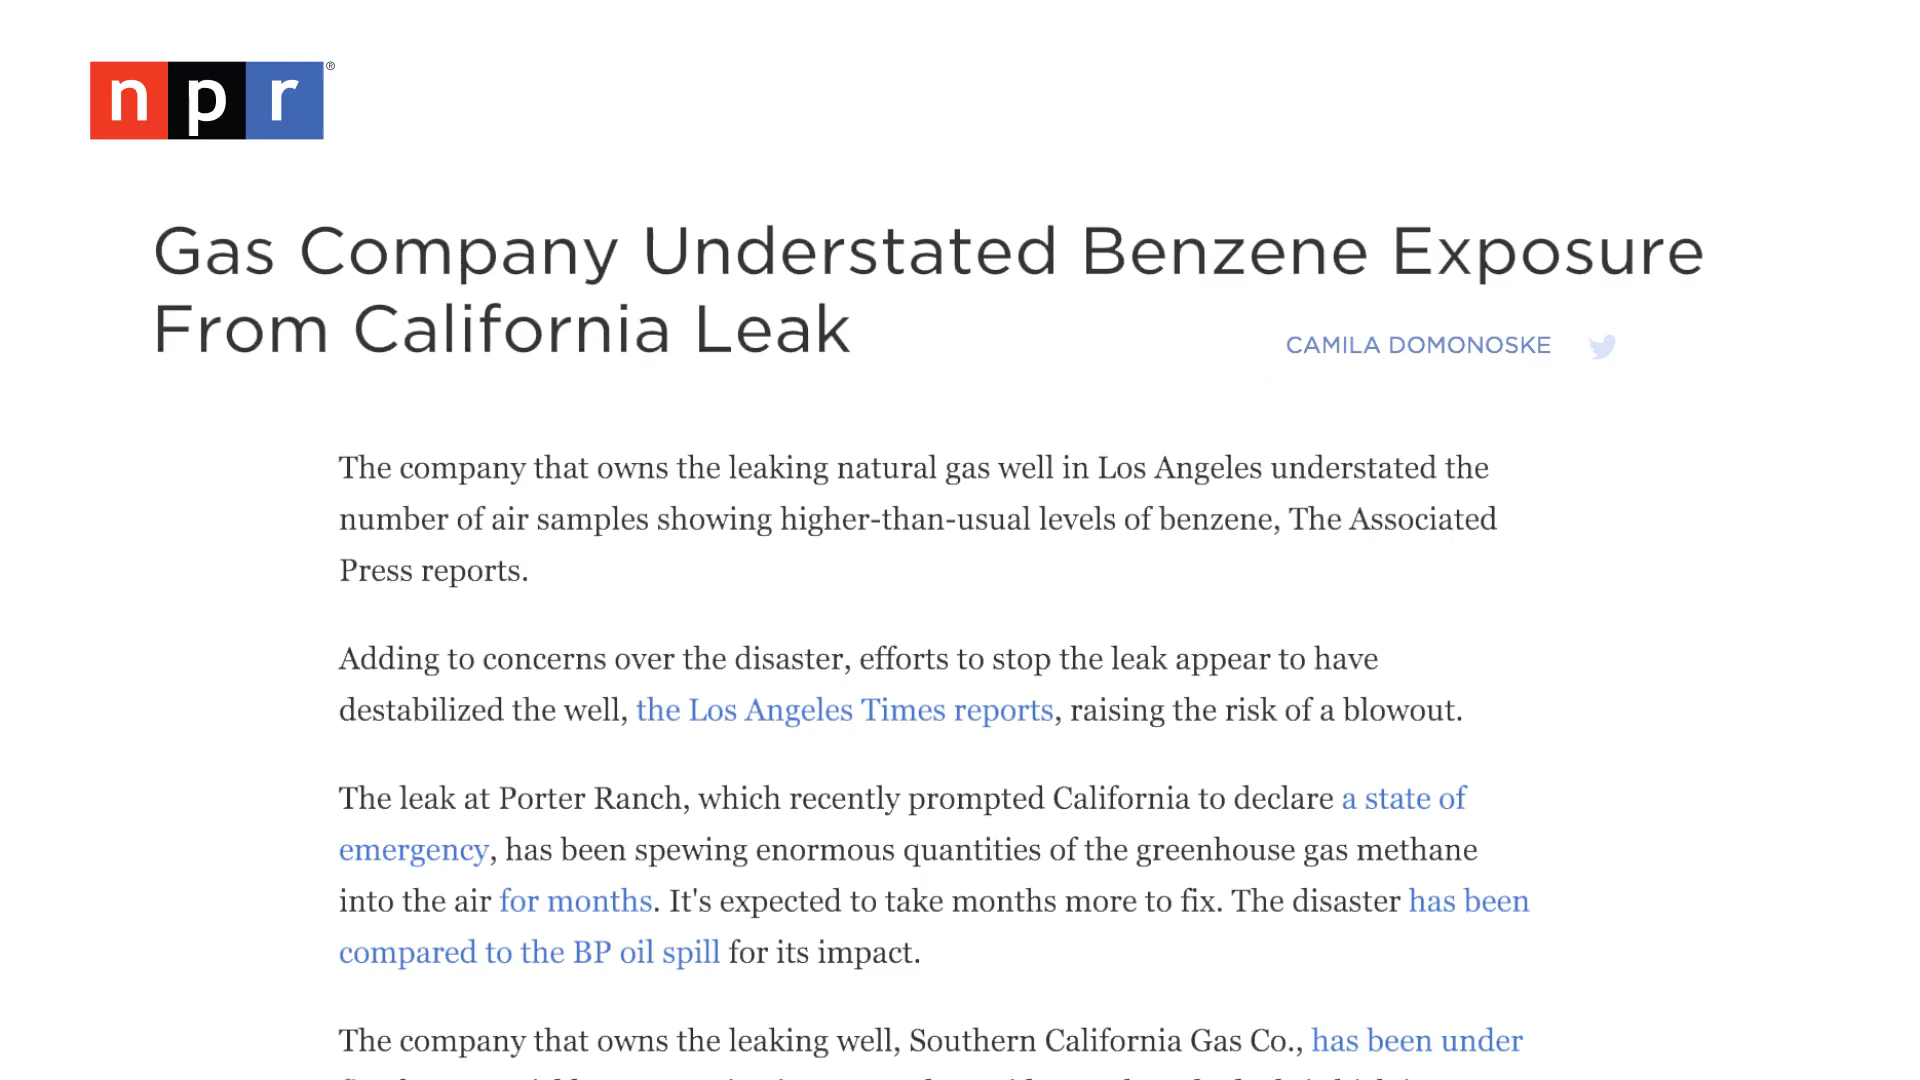 npr®
Gas Company Understated Benzene Exposure
From California Leak
CAMILA DOMONOSKE
The company that owns the leaking natural gas well in Los Angeles understated the
number of air samples showing higher-than-usual levels of benzene, The Associated
Press reports.
Adding to concerns over the disaster, efforts to stop the leak appear to have
destabilized the well, the Los Angeles Times reports, raising the risk of a blowout.
The leak at Porter Ranch, which recently prompted California to declare a state of
emergency, has been spewing enormous quantities of the greenhouse gas methane
into the air for months. It's expected to take months more to fix. The disaster has been
compared to the BP oil spill for its impact.
The company that owns the leaking well, Southern California Gas Co., has been under